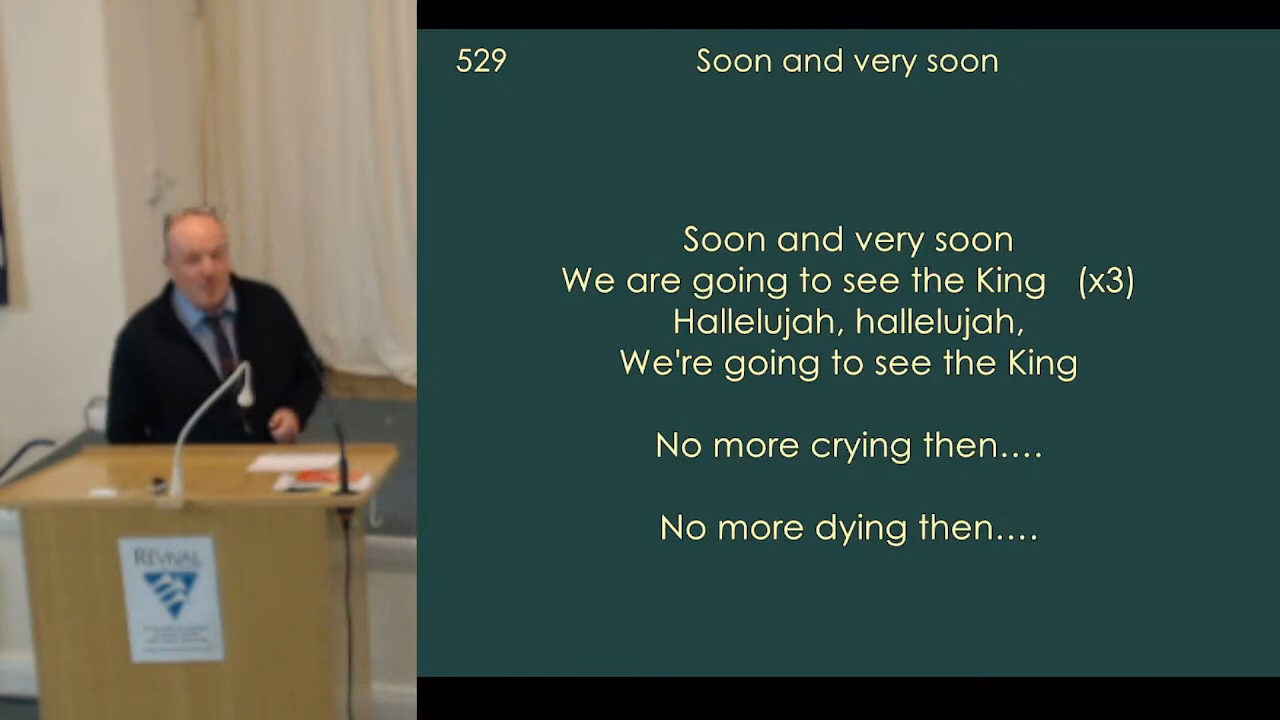 529
Soon and very soon
Soon and very soon
We are going to see the King (x3)
Hallelujah, hallelujah,
We're going to see the King
No more crying then....
No more dying then....
REVIVAL